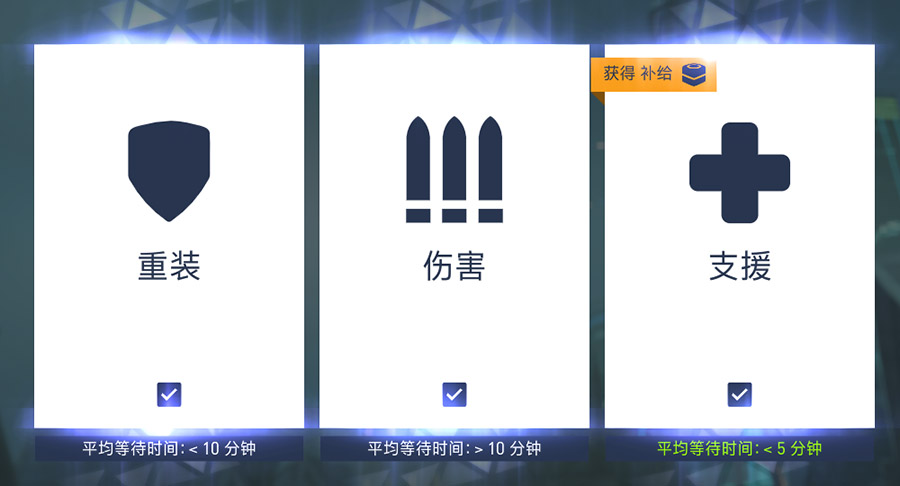 获得 补给
重装
伤害
支援
平均等待时间: < 10 分钟
平均等待时间: > 10 分钟
平均等待时间: < 5 分钟